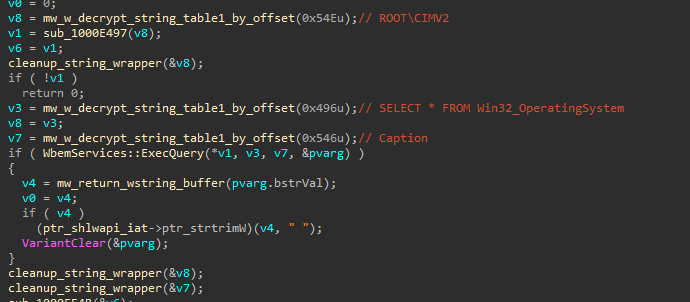 v0 = 0;
v8 = mw_w_decrypt_string_table1_by_offset(0x54Eu);// ROOT\CIMV2
v1 = sub_1000E497(v8);
v6 = v1;
cleanup_string_wrapper(&v8);
if ( !v1 )
return 0;
v3 = mw_w_decrypt_string_table1_by_offset(0x496u);// SELECT * FROM Win32_OperatingSystem
v8 = v3;
v7 = mw_w_decrypt_string_table1_by_offset(0x546u);// Caption
if ( WbemServices::ExecQuery(*v1, v3, v7, &pvarg) )
{
v4 = mw_return_wstring_buffer(pvarg.bstrVal);
v0 = v4;
if ( v4 )
(ptr_shlwapi_iat->ptr_strtrimW)(v4, " ");
VariantClear(&pvarg);
}
cleanup_string_wrapper(&v8);
cleanup_string_wrapper(&v7);